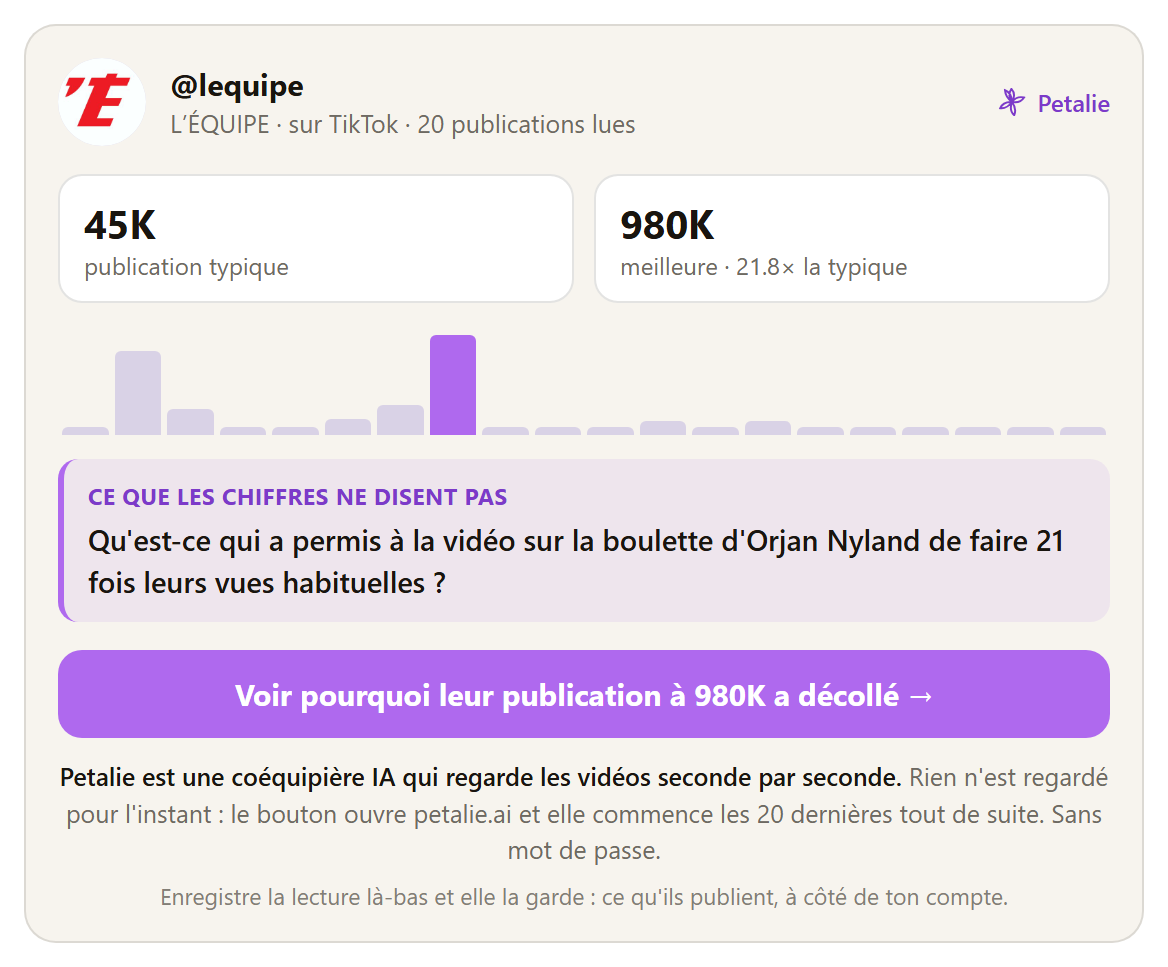 'E
@lequipe
L'ÉQUIPE · sur TikTok · 20 publications lues
Petalie
45K
publication typique
980K
meilleure · 21.8× la typique
CE QUE LES CHIFFRES NE DISENT PAS
Qu'est-ce qui a permis à la vidéo sur la boulette d'Orjan Nyland de faire 21
fois leurs vues habituelles ?
Voir pourquoi leur publication à 980K a décollé →
Petalie est une coéquipière IA qui regarde les vidéos seconde par seconde. Rien n'est regardé
pour l'instant : le bouton ouvre petalie.ai et elle commence les 20 dernières tout de suite. Sans
mot de passe.
Enregistre la lecture là-bas et elle la garde : ce qu'ils publient, à côté de ton compte.